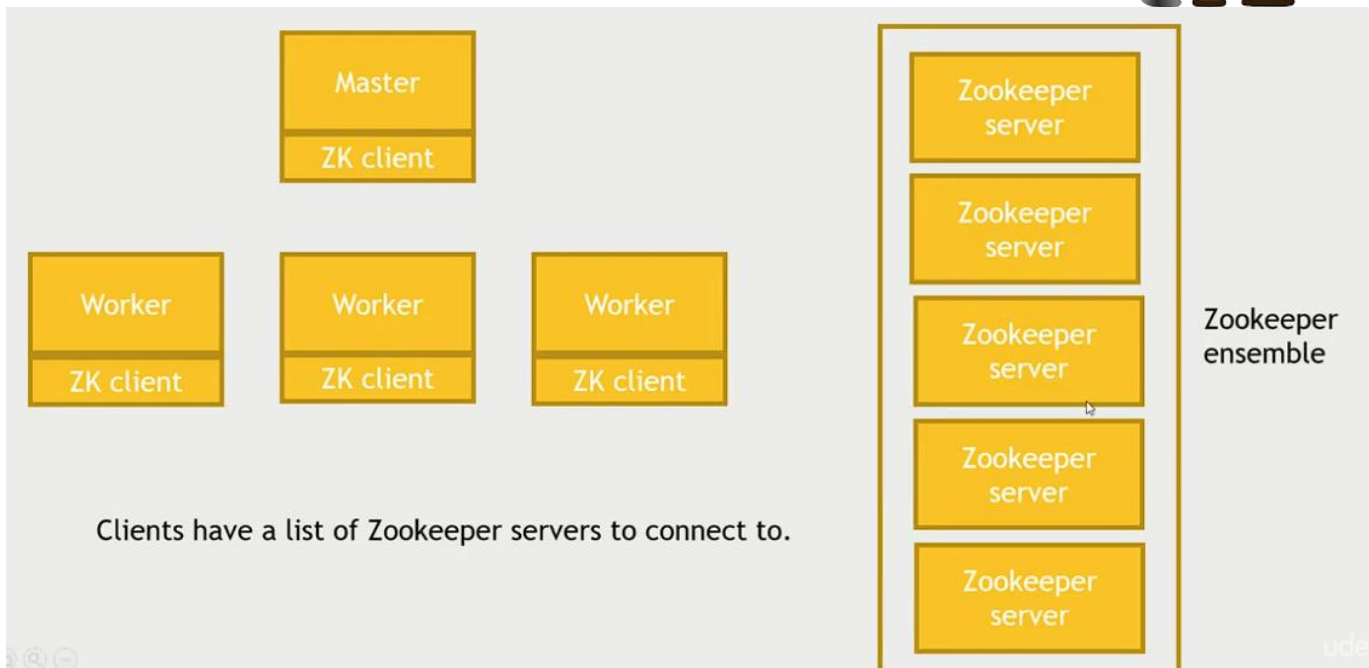 Master
ZK client
Worker
ZK client
Worker
ZK client
Worker
ZK client
Clients have a list of Zookeeper servers to connect to.
Zookeeper
server
Zookeeper
server
Zookeeper
server
Zookeeper
server
Zookeeper
server
Zookeeper
ensemble
ude